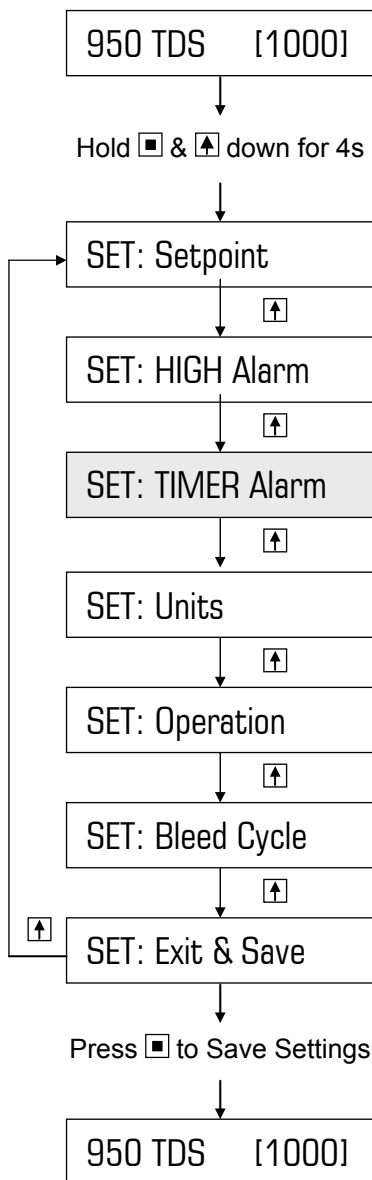 950 TDS [1000]
Hold & down for 4s
SET: Setpoint
SET: HIGH Alarm
SET: TIMER Alarm
SET: Units
SET: Operation
SET: Bleed Cycle
SET: Exit & Save
Press to Save Settings
950 TDS [1000]